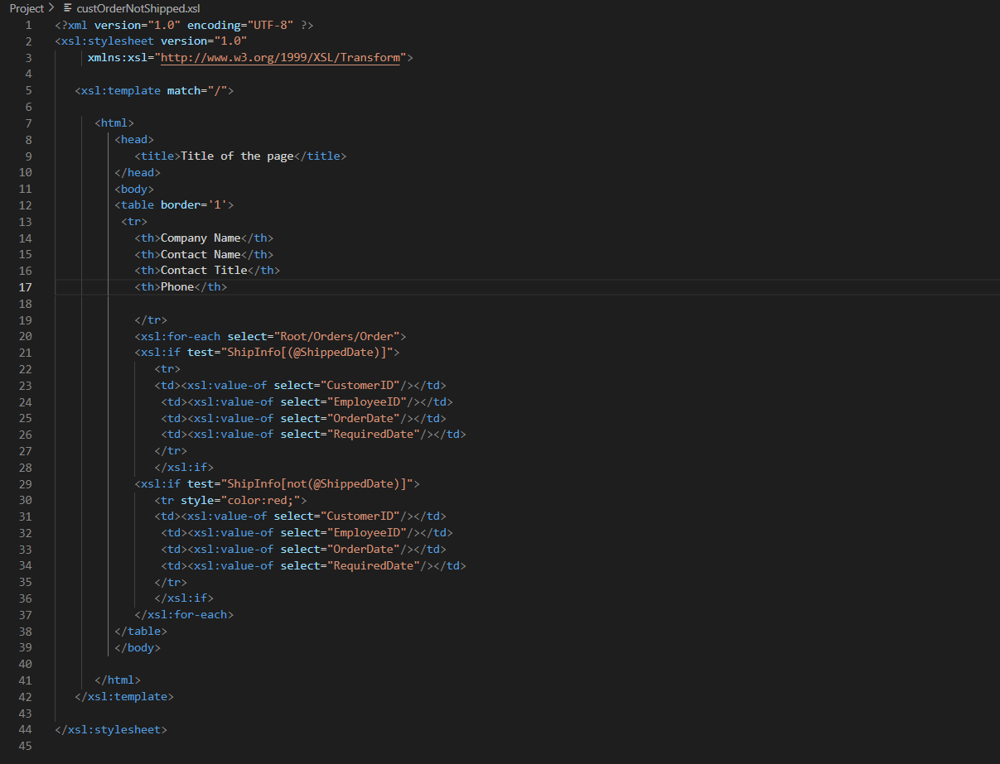 Project > custOrderNotShipped.xsl
1 <?xml version="1.0" encoding="UTF-8" ?>
2 <xsl:stylesheet version="1.0"
3 xmlns:xsl="http://www.w3.org/1999/XSL/Transform">
4
5 <xsl:template match="/">
6
7 <html>
8 <head>
9 <title>Title of the page</title>
10 </head>
11 <body>
12 <table border='1'>
13 <tr>
14 <th>Company Name</th>
15 <th>Contact Name</th>
16 <th>Contact Title</th>
17 <th>Phone</th>
18
19 </tr>
20 <xsl:for-each select="Root/Orders/Order">
21 <xsl:if test="ShipInfo[(@ShippedDate)]">
22 <tr>
23 <td><xsl:value-of select="CustomerID"/></td>
24 <td><xsl:value-of select="EmployeeID"/></td>
25 <td><xsl:value-of select="OrderDate"/></td>
26 <td><xsl:value-of select="RequiredDate"/></td>
27 </tr>
28 </xsl:if>
29 <xsl:if test="ShipInfo[not(@ShippedDate)]">
30 <tr style="color:red;">
31 <td><xsl:value-of select="CustomerID"/></td>
32 <td><xsl:value-of select="EmployeeID"/></td>
33 <td><xsl:value-of select="OrderDate"/></td>
34 <td><xsl:value-of select="RequiredDate"/></td>
35 </tr>
36 </xsl:if>
37 </xsl:for-each>
38 </table>
39 </body>
40
41 </html>
42 </xsl:template>
43
44 </xsl:stylesheet>
45